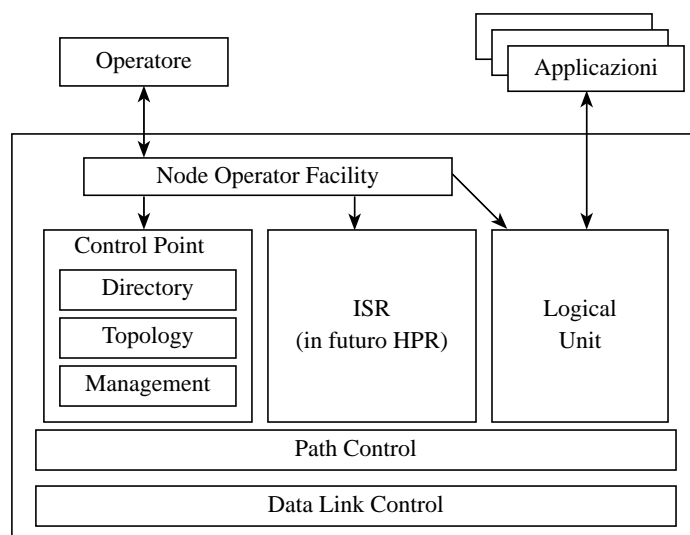 Operatore
Applicazioni
Node Operator Facility
Control Point
Directory
Topology
Management
ISR
(in futuro HPR)
Logical
Unit
Path Control
Data Link Control